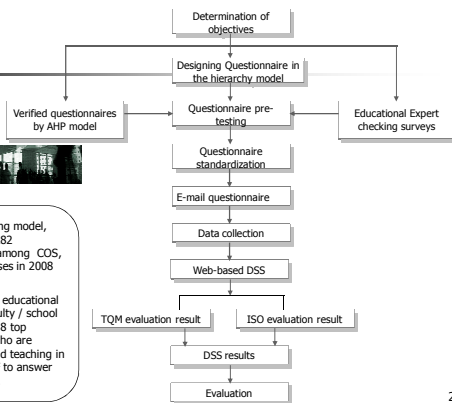 Determination of
objectives
Designing Questionnaire in
the hierarchy model
Verified questionnaires
by AHP model
Questionnaire pre-
testing
Educational Expert
checking surveys
Questionnaire
standardization
E-mail questionnaire
Data collection
Web-based DSS
TQM evaluation result
ISO evaluation result
DSS results
Evaluation
ng model,
82
among COS,
ses in 2008
educational
ulty / school
8 top
ho are
d teaching in
to answer
2